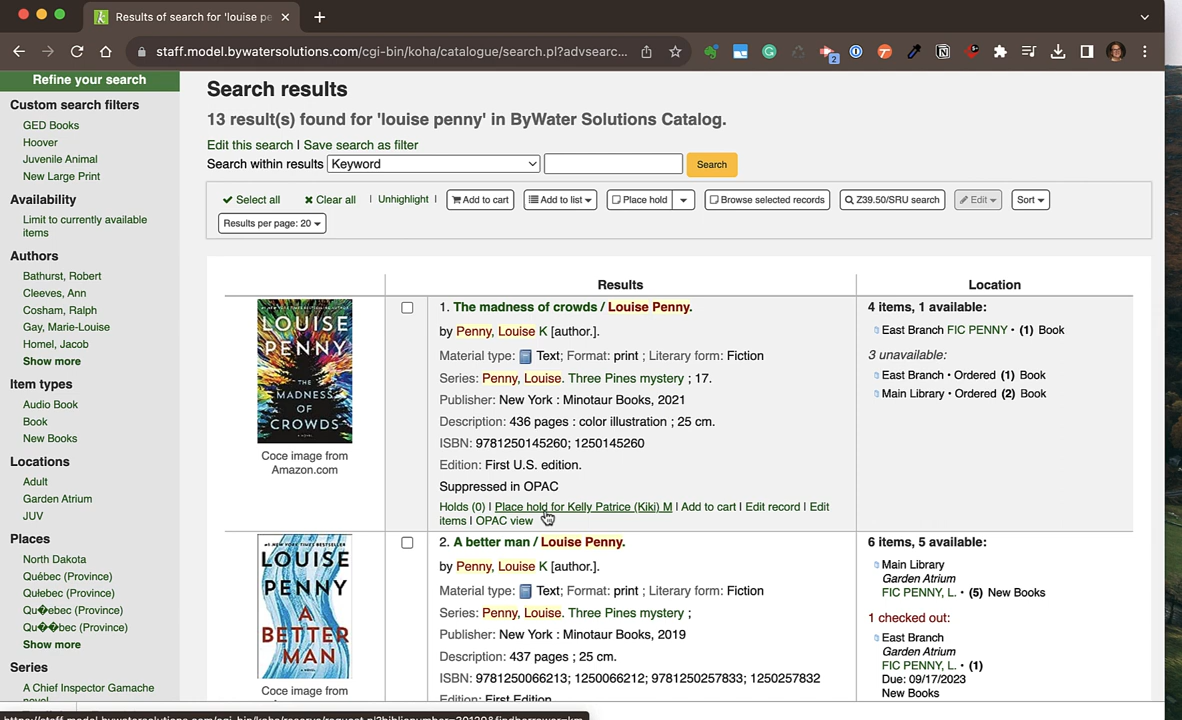 Results of search for 'louise pe
staff.model.bywatersolutions.com/cgi-bin/koha/catalogue/search.pl?advsearc...
2
Refine your search
Custom search filters
GED Books
Hoover
Juvenile Animal
New Large Print
Availability
Limit to currently available
items
Authors
Bathurst, Robert
Cleeves, Ann
Cosham, Ralph
Gay, Marie-Louise
Homel, Jacob
Show more
Item types
Audio Book
Book
New Books
Locations
Adult
Garden Atrium
JUV
Places
North Dakota
Québec (Province)
Quɫebec (Province)
Qu�ebec (Province)
Qu��bec (Province)
Show more
Series
A Chief Inspector Gamache
novel
Search results
13 result(s) found for 'louise penny' in ByWater Solutions Catalog.
Edit this search | Save search as filter
Search within results Keyword Search
Select all Clear all | Unhighlight | Add to cart Add to list Place hold Browse selected records Z39.50/SRU search Edit Sort
Results per page: 20
Results Location
LOUISE
PENNY
THE
MADNESS
OF
CROWDS
A NOVEL
Coce image from
Amazon.com
1. The madness of crowds / Louise Penny.
by Penny, Louise K [author.].
Material type: Text; Format: print ; Literary form: Fiction
Series: Penny, Louise. Three Pines mystery ; 17.
Publisher: New York : Minotaur Books, 2021
Description: 436 pages : color illustration ; 25 cm.
ISBN: 9781250145260; 1250145260
Edition: First U.S. edition.
Suppressed in OPAC
Holds (0) | Place hold for Kelly Patrice (Kiki) M | Add to cart | Edit record | Edit
items | OPAC view
4 items, 1 available:
East Branch FIC PENNY • (1) Book
3 unavailable:
East Branch • Ordered (1) Book
Main Library • Ordered (2) Book
LOUISE
PENNY
A
BETTER
MAN
Coce image from
2. A better man / Louise Penny.
by Penny, Louise K [author.].
Material type: Text; Format: print ; Literary form: Fiction
Series: Penny, Louise. Three Pines mystery ;
Publisher: New York : Minotaur Books, 2019
Description: 437 pages ; 25 cm.
ISBN: 9781250066213; 1250066212; 9781250257833; 1250257832
Edition: First Edition.
6 items, 5 available:
Main Library
Garden Atrium
FIC PENNY, L. • (5) New Books
1 checked out:
East Branch
Garden Atrium
FIC PENNY, L. • (1)
Due: 09/17/2023
New Books